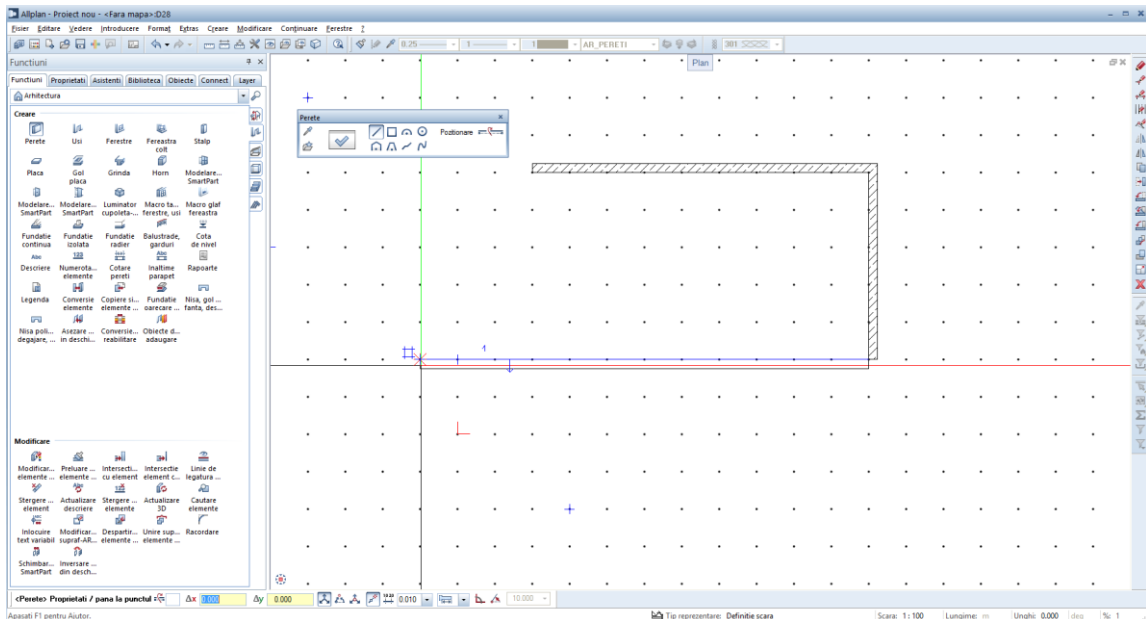 Allplan - Proiect nou - <Fara mapa>:D28
Fisier Editare Vedere Introducere Format Extras Creare Modificare Continuare Ferestre ?
0.25 1 1 AR_PERETI 301
Functiuni
Functiuni Proprietati Asistenti Biblioteca Obiecte Connect Layer
Arhitectura
Plan
Perete
Pozitionare
1
Creare
Perete Usi Ferestre Fereastra colt Stalp
Placa Gol placa Grinda Horn Modelare... SmartPart
Modelare... SmartPart Modelare... SmartPart Luminator cupoleta-... Macro ta... ferestre, usi Macro glaf fereastra
Fundatie continua Fundatie izolata Fundatie radier Balustrade, garduri Cota de nivel
Descriere Numerota... elemente Cotare pereti Inaltime parapet Rapoarte
Legenda Conversie elemente Copiere si... elemente ... Fundatie oarecare ... Nisa, gol ... fanta, des...
Nisa poli... degajare, ... Asezare ... in deschi... Conversie... reabilitare Obiecte d... adaugare
Modificare
Modificar... elemente ... Preluare ... elemente ... Intersecti... cu element Intersectie element c... Linie de legatura ...
Stergere ... element Actualizare descriere Stergere ... elemente Actualizare 3D Cautare elemente
Inlocuire text variabil Modificar... supraf-AR... Despartir... elemente ... Unire sup... elemente ... Racordare
Schimbar... SmartPart Inversare ... din desch...
<Perete> Proprietati / pana la punctul Δx 0.000 Δy 0.000 0.010 10.000
Apasati F1 pentru Ajutor. Tip reprezentare: Definitie scara Scara: 1:100 Lungime: m Unghi: 0.000 deg %: 1